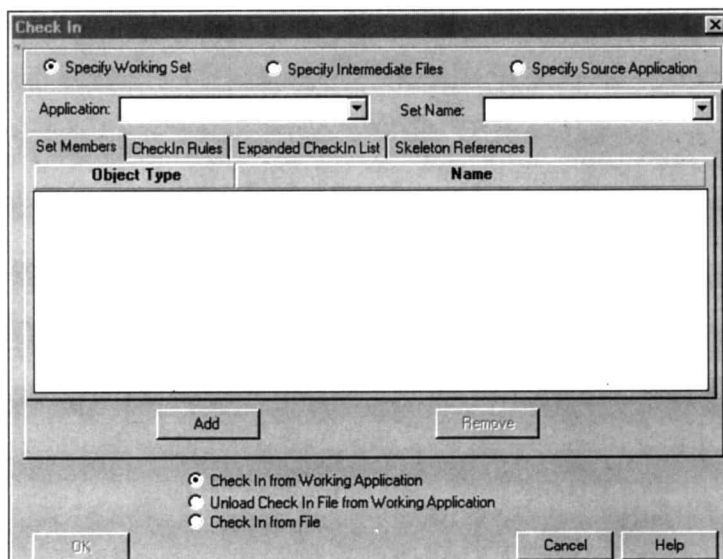 Check In
Specify Working Set Specify Intermediate Files Specify Source Application
Application: Set Name:
Set Members CheckIn Rules Expanded CheckIn List Skeleton References
Object Type Name
Add Remove
Check In from Working Application
Unload Check In File from Working Application
Check In from File
OK Cancel Help